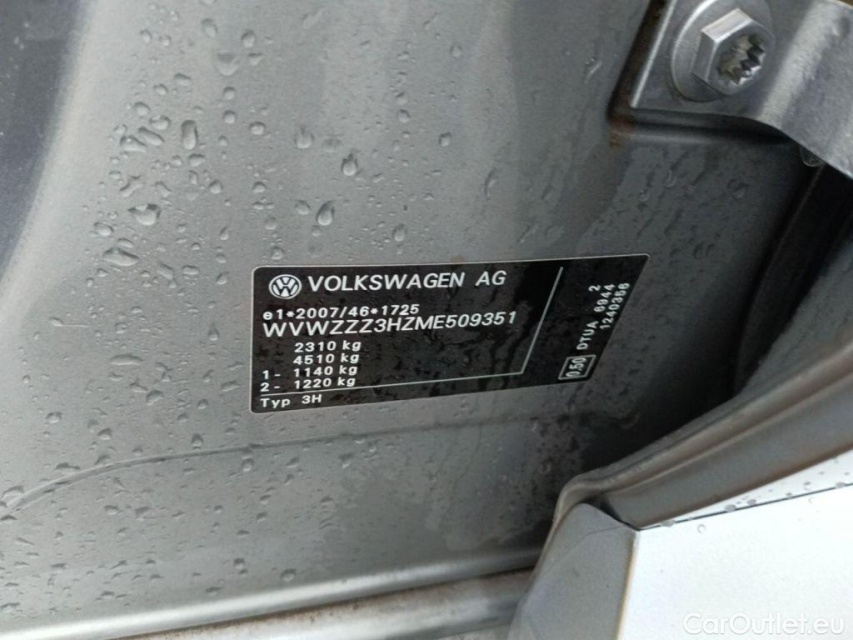 VOLKSWAGEN AG
e1*2007/46*1725
WVWZZZ3HZME509351
2310 kg
4510 kg
1- 1140 kg
2- 1220 kg
Typ 3H
0.50
DTUA 6944 2
1240366
CarOutlet.eu